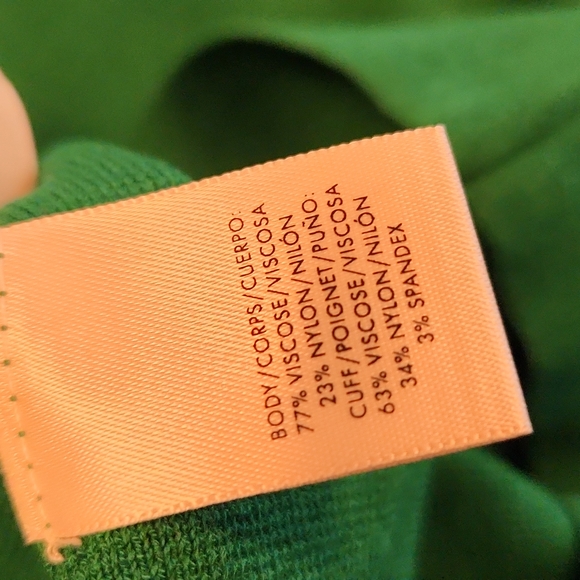 BODY/CORPS/CUERPO:
77% VISCOSE/VISCOSA
23% NYLON/NILÓN
CUFF/POIGNET/PUÑO:
63% VISCOSE/VISCOSA
34% NYLON/NILÓN
3% SPANDEX